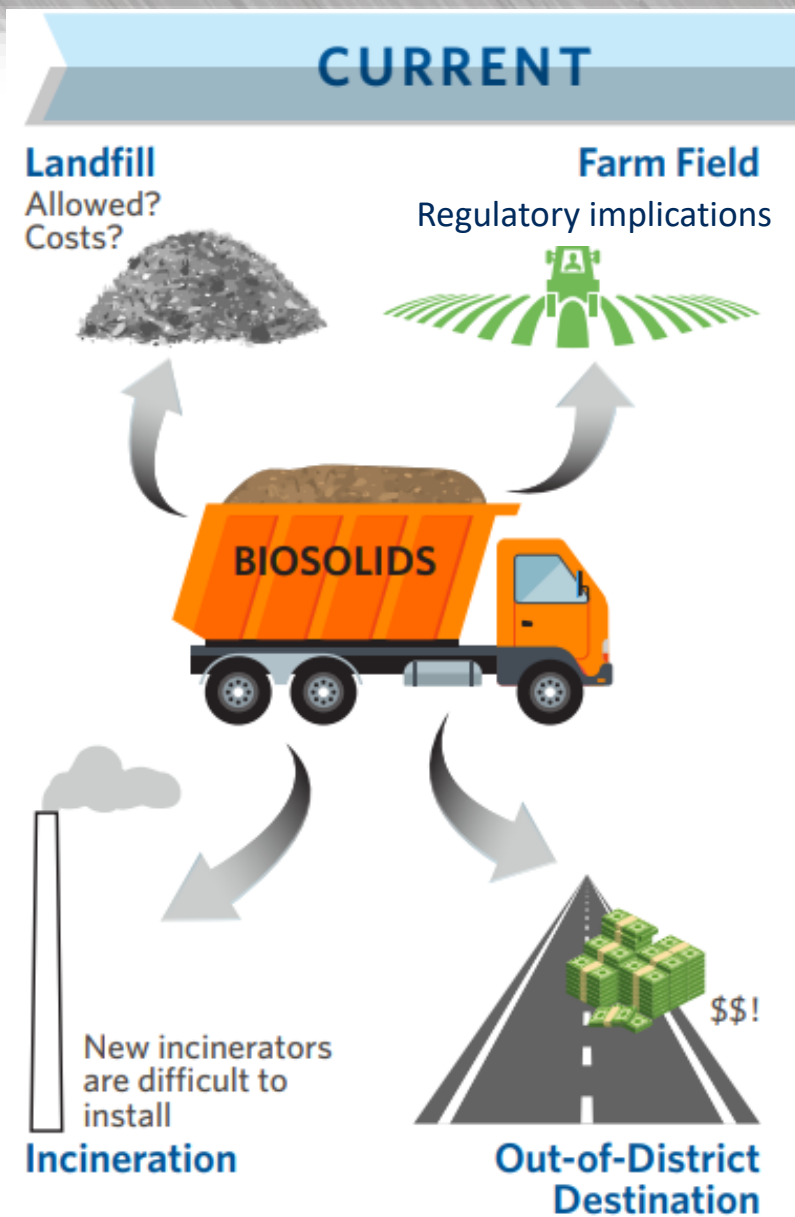 CURRENT
Landfill
Allowed?
Costs?
Farm Field
Regulatory implications
BIOSOLIDS
New incinerators
are difficult to
install
Incineration
$$!
Out-of-District
Destination